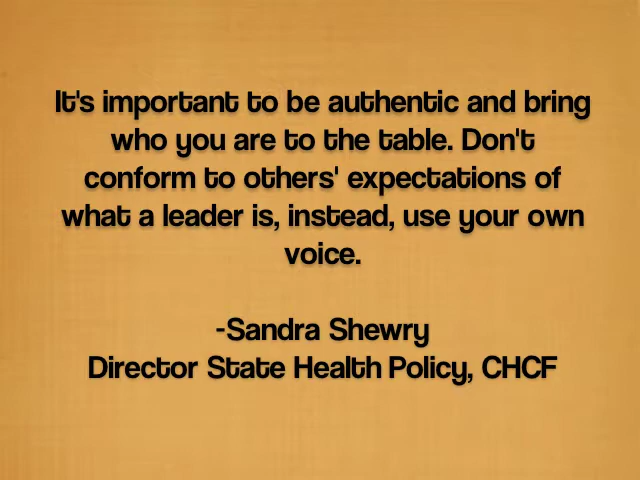 It's important to be authentic and bring
who you are to the table. Don't
conform to others' expectations of
what a leader is, instead, use your own
voice.
-Sandra Shewry
Director State Health Policy, CHCF